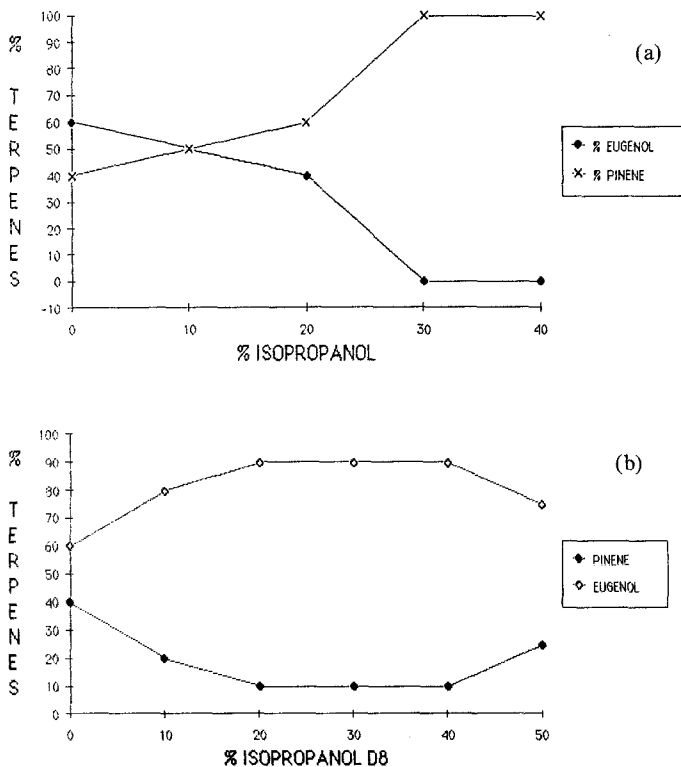 (a)
% TERPENES
100
90
80
70
60
50
40
30
20
10
0
-10
0 10 20 30 40
% ISOPROPANOL
% EUGENOL
% PINENE
(b)
% TERPENES
100
90
80
70
60
50
40
30
20
10
0
0 10 20 30 40 50
% ISOPROPANOL D8
PINENE
EUGENOL